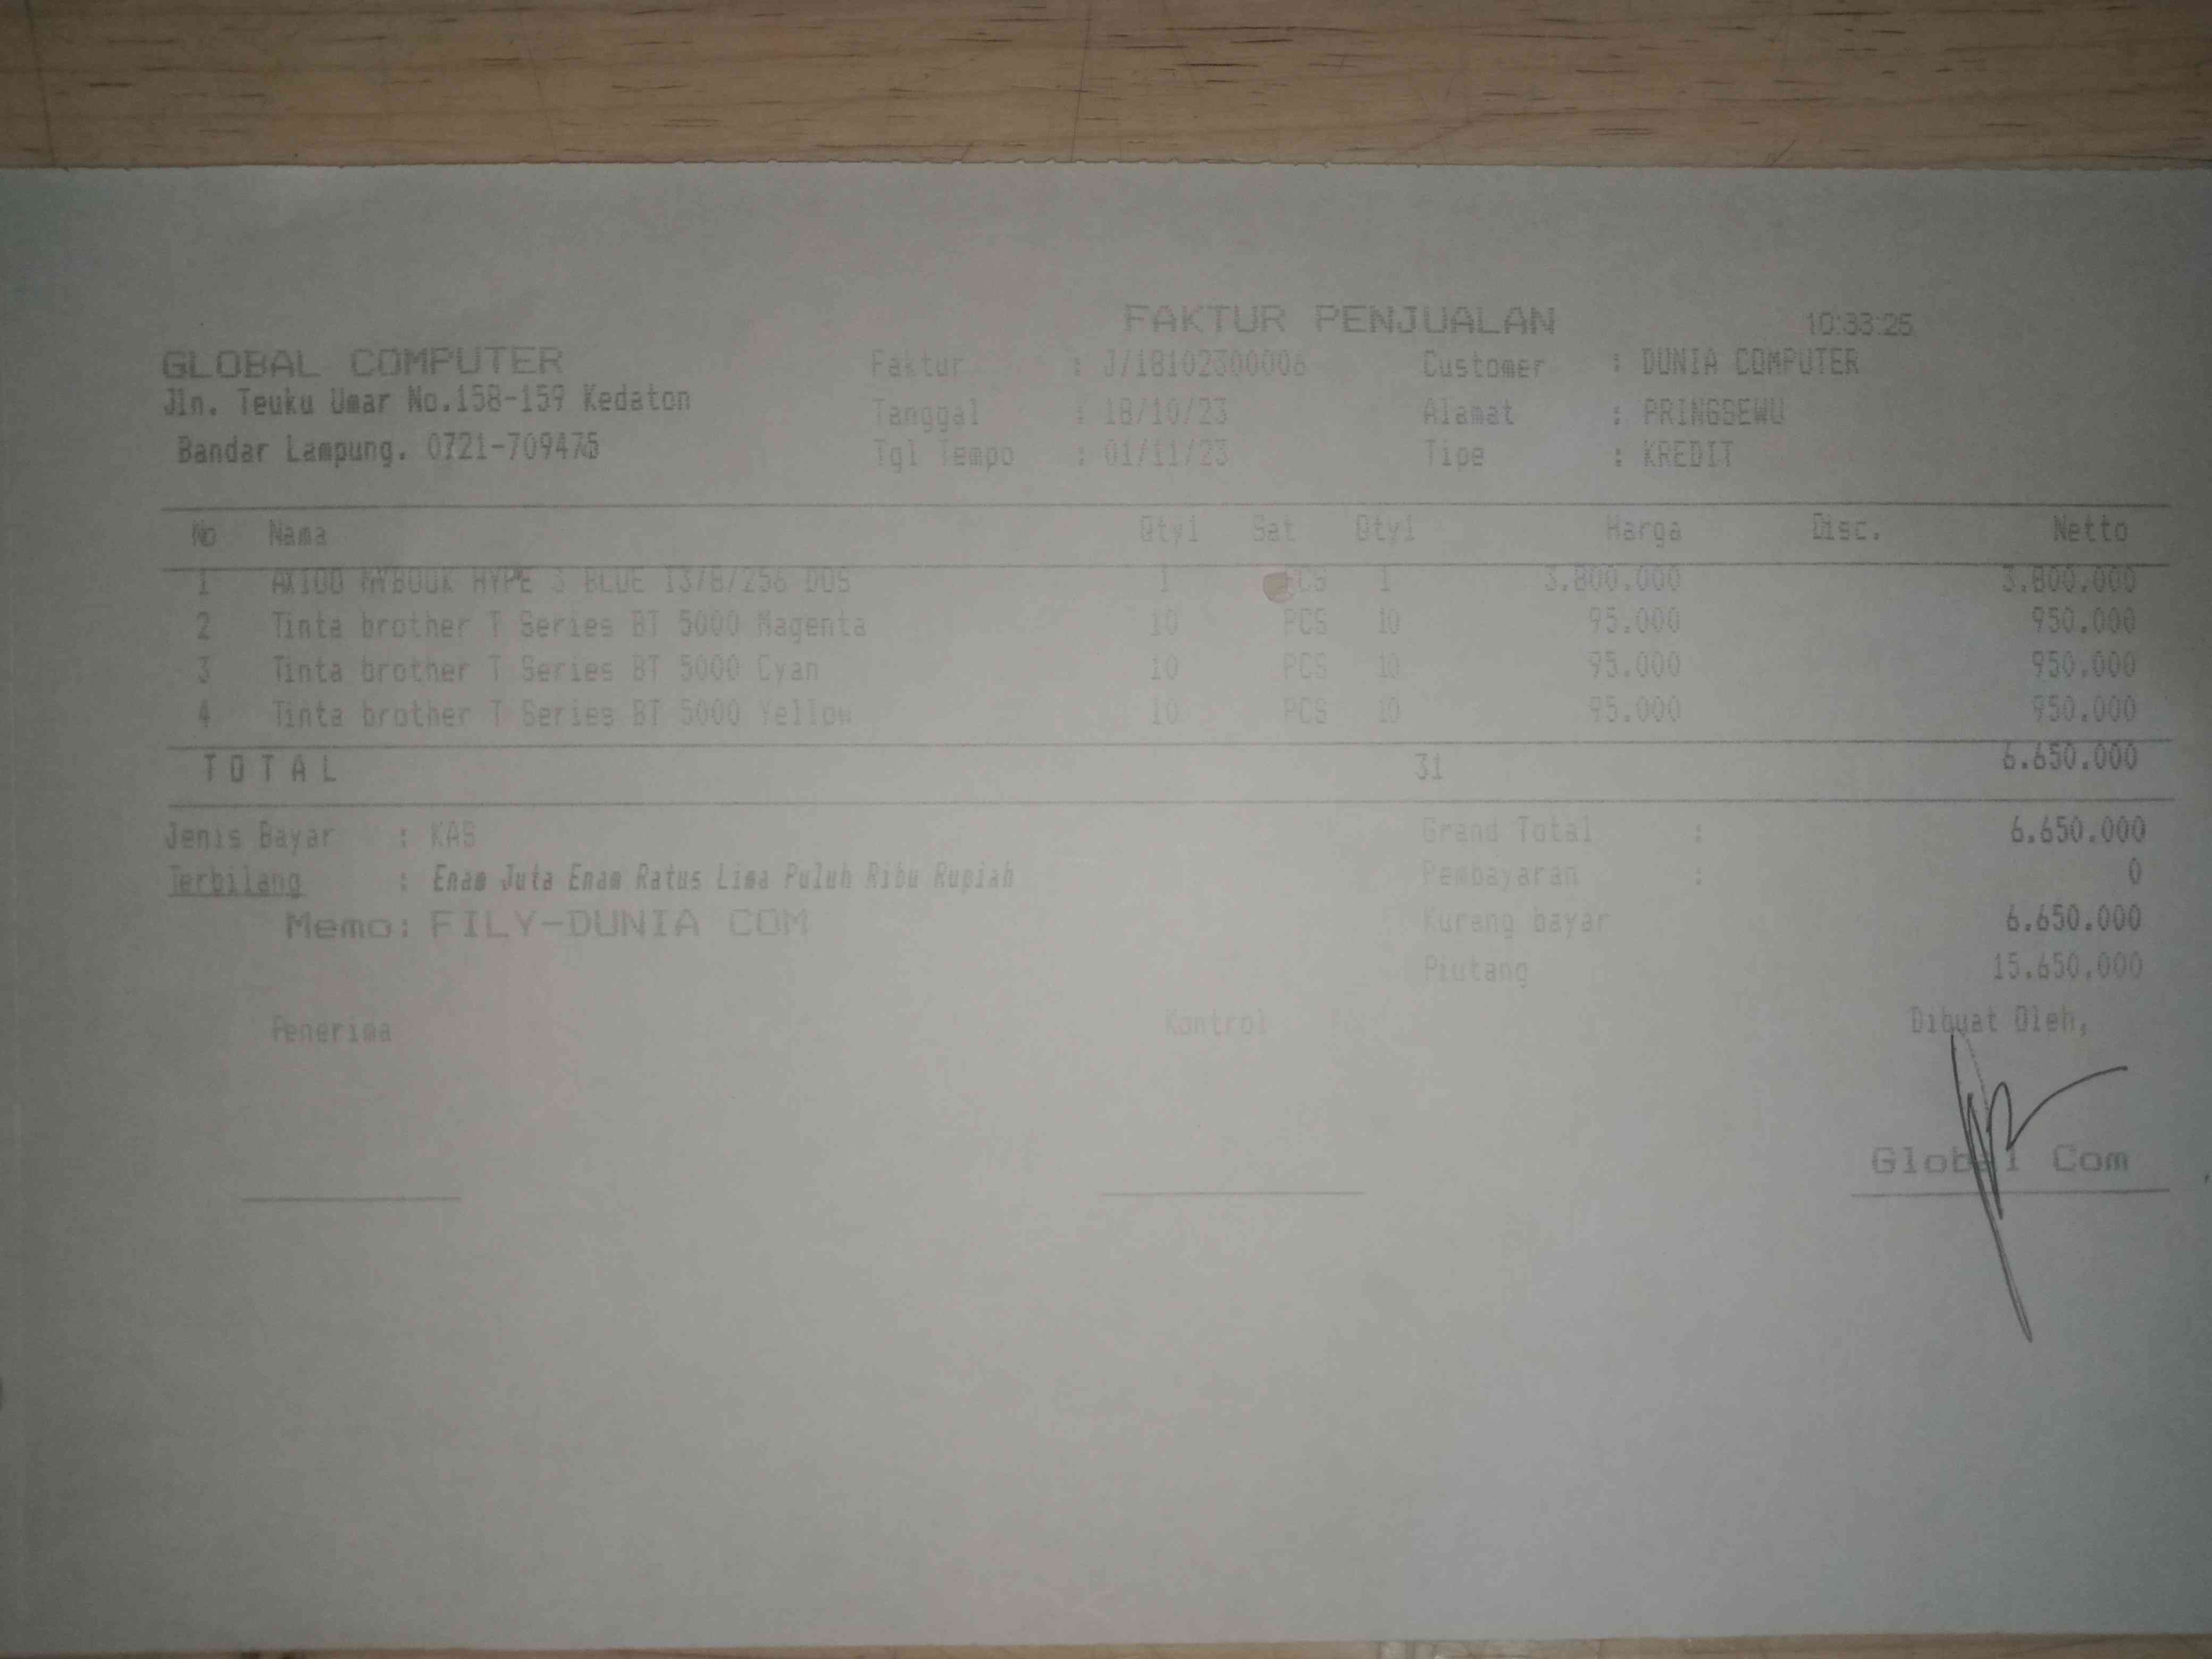 FAKTUR PENJUALAN 10:33:25
GLOBAL COMPUTER Faktur : J/18102300006 Customer : DUNIA COMPUTER
Jln. Teuku Umar No.158-159 Kedaton Tanggal : 18/10/23 Alamat : PRINGSEWU
Bandar Lampung. 0721-709475 Tgl Tempo : 01/11/23 Tipe : KREDIT
No Nama Qty1 Sat Qty1 Harga Disc. Netto
1 AX100 MYBOOK HYPE 3 BLUE I3/8/256 DOS 1 PCS 1 3.800.000 3.800.000
2 Tinta brother T Series BT 5000 Magenta 10 PCS 10 95.000 950.000
3 Tinta brother T Series BT 5000 Cyan 10 PCS 10 95.000 950.000
4 Tinta brother T Series BT 5000 Yellow 10 PCS 10 95.000 950.000
T O T A L 31 6.650.000
Jenis Bayar : KAS Grand Total : 6.650.000
Terbilang : Enam Juta Enam Ratus Lima Puluh Ribu Rupiah Pembayaran : 0
Memo: FILY-DUNIA COM Kurang bayar 6.650.000
Piutang 15.650.000
Penerima Kontrol Dibuat Oleh,
Global Com